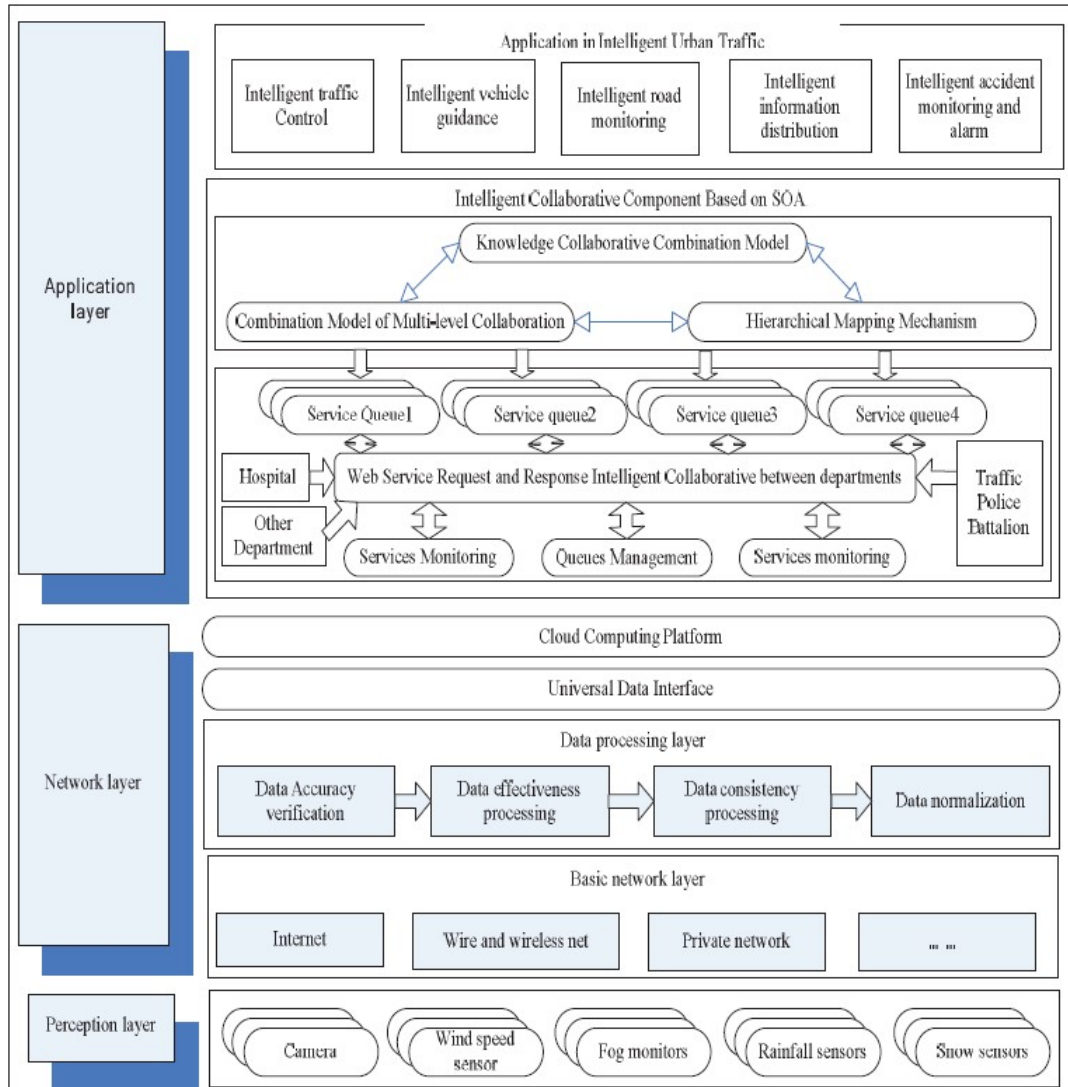 Application in Intelligent Urban Traffic
Intelligent traffic
Control
Intelligent vehicle
guidance
Intelligent road
monitoring
Intelligent
information
distribution
Intelligent accident
monitoring and
alarm
Application
layer
Intelligent Collaborative Component Based on SOA
Knowledge Collaborative Combination Model
Combination Model of Multi-level Collaboration
Hierarchical Mapping Mechanism
Service Queue1
Service queue2
Service queue3
Service queue4
Hospital
Web Service Request and Response Intelligent Collaborative between departments
Traffic
Police
Battalion
Other
Department
Services Monitoring
Queues Management
Services monitoring
Network layer
Cloud Computing Platform
Universal Data Interface
Data processing layer
Data Accuracy
verification
Data effectiveness
processing
Data consistency
processing
Data normalization
Basic network layer
Internet
Wire and wireless net
Private network
... ...
Perception layer
Camera
Wind speed
sensor
Fog monitors
Rainfall sensors
Snow sensors